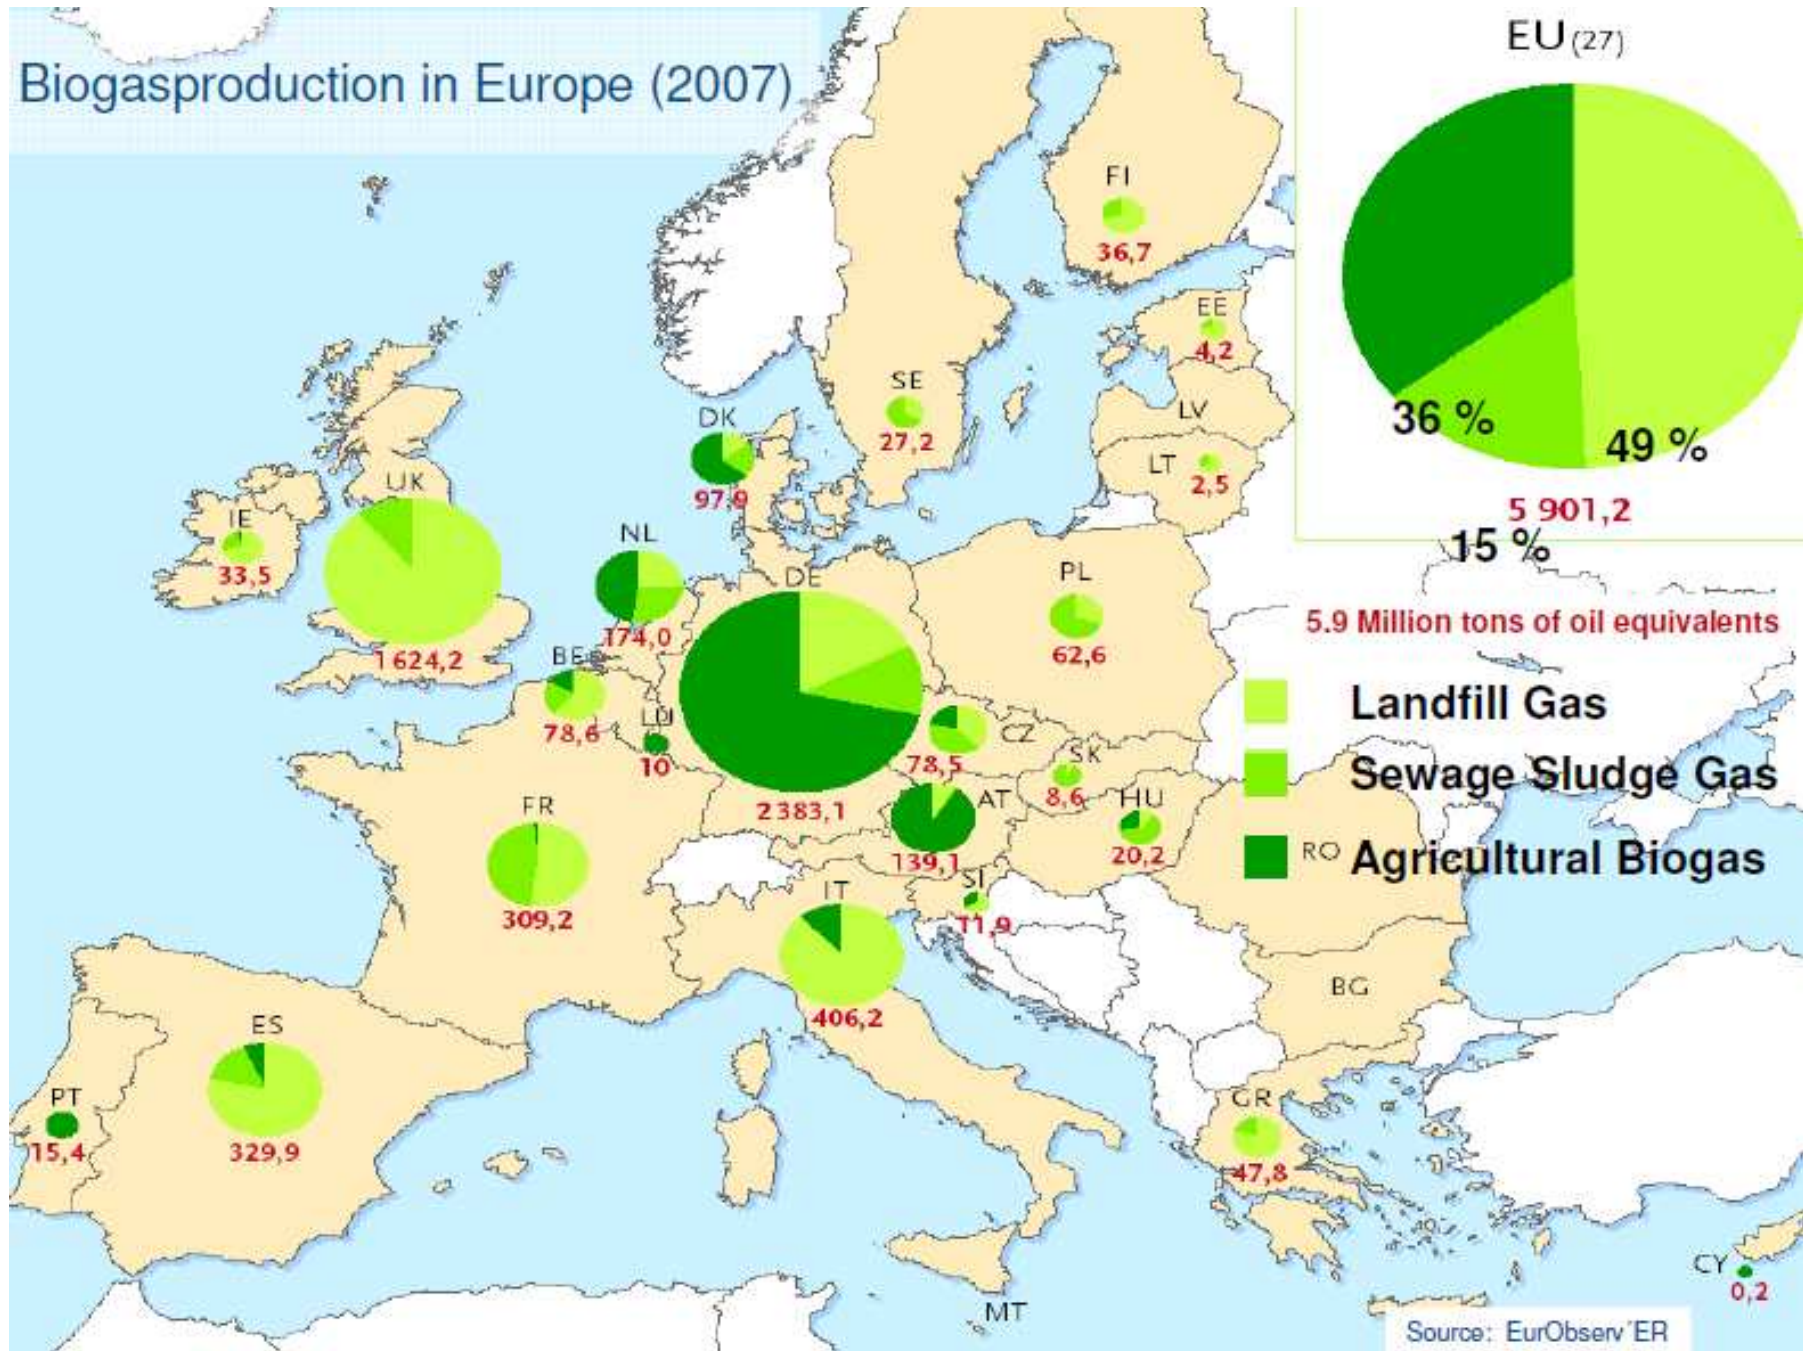 Biogasproduction in Europe (2007)
EU (27)
36 %
49 %
5 901,2
15 %
5.9 Million tons of oil equivalents
Landfill Gas
Sewage Sludge Gas
Agricultural Biogas
FI
36,7
EE
4,2
SE
27,2
LV
DK
97,9
LT
2,5
UK
1 624,2
IE
33,5
NL
174,0
DE
2 383,1
PL
62,6
BE
78,6
LU
10
CZ
78,5
SK
8,6
AT
139,1
HU
20,2
RO
FR
309,2
SI
11,9
IT
406,2
BG
ES
329,9
PT
15,4
GR
47,8
CY
0,2
MT
Source: EurObserv´ER